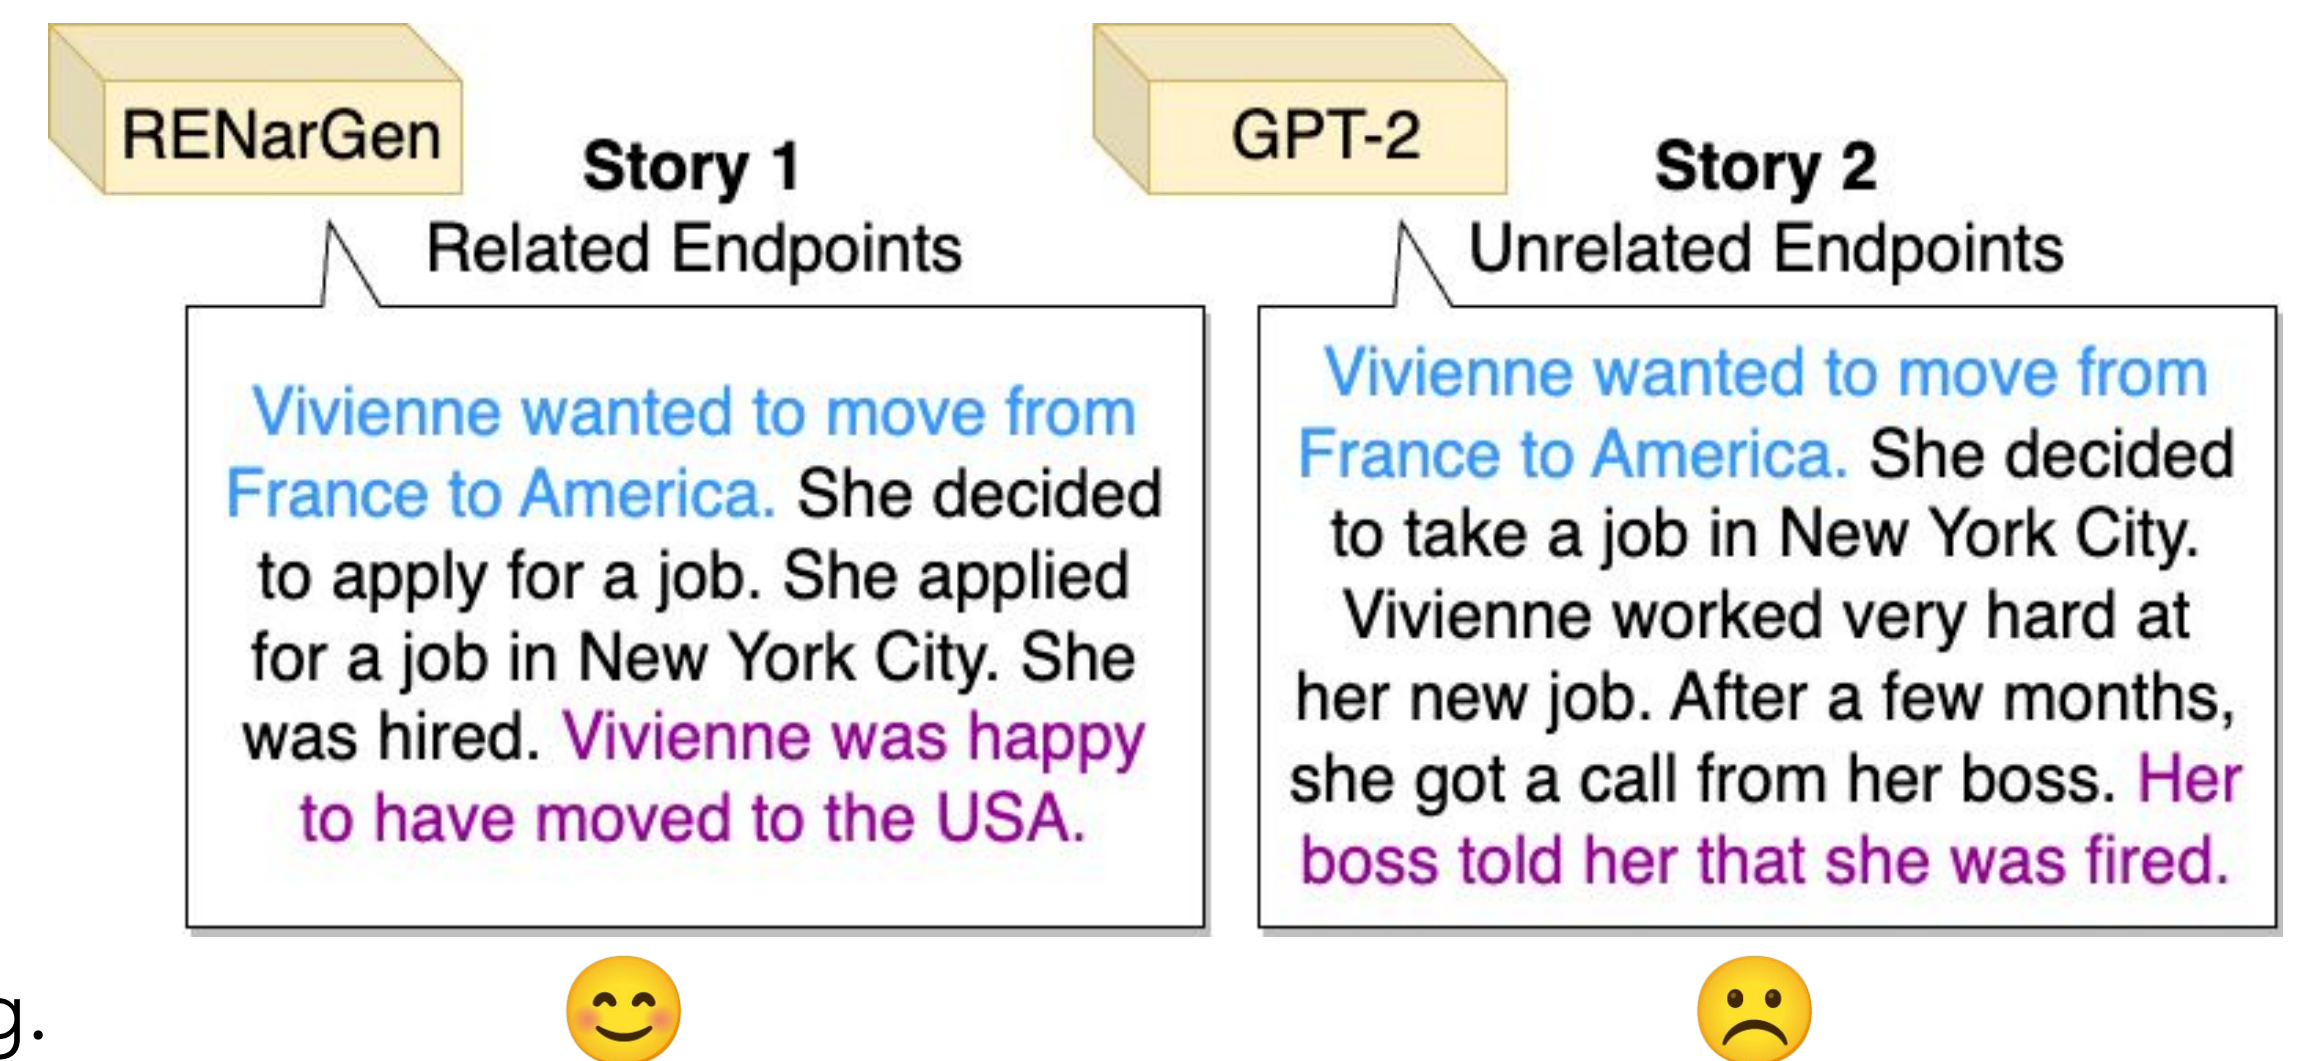 RENarGen
Story 1
Related Endpoints
Vivienne wanted to move from
France to America. She decided
to apply for a job. She applied
for a job in New York City. She
was hired. Vivienne was happy
to have moved to the USA.
GPT-2
Story 2
Unrelated Endpoints
Vivienne wanted to move from
France to America. She decided
to take a job in New York City.
Vivienne worked very hard at
her new job. After a few months,
she got a call from her boss. Her
boss told her that she was fired.
g.